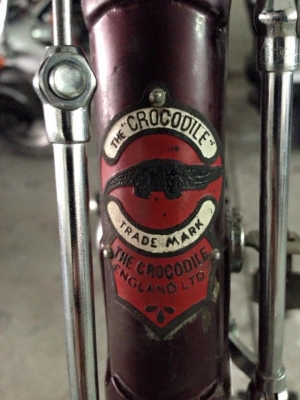 THE "CROCODILE"
TRADE MARK
THE CROCODILE
ENGLAND LTD.